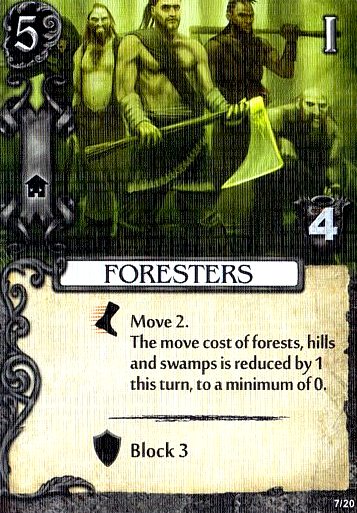 5
I
4
FORESTERS
Move 2.
The move cost of forests, hills
and swamps is reduced by 1
this turn, to a minimum of 0.
Block 3
7/20